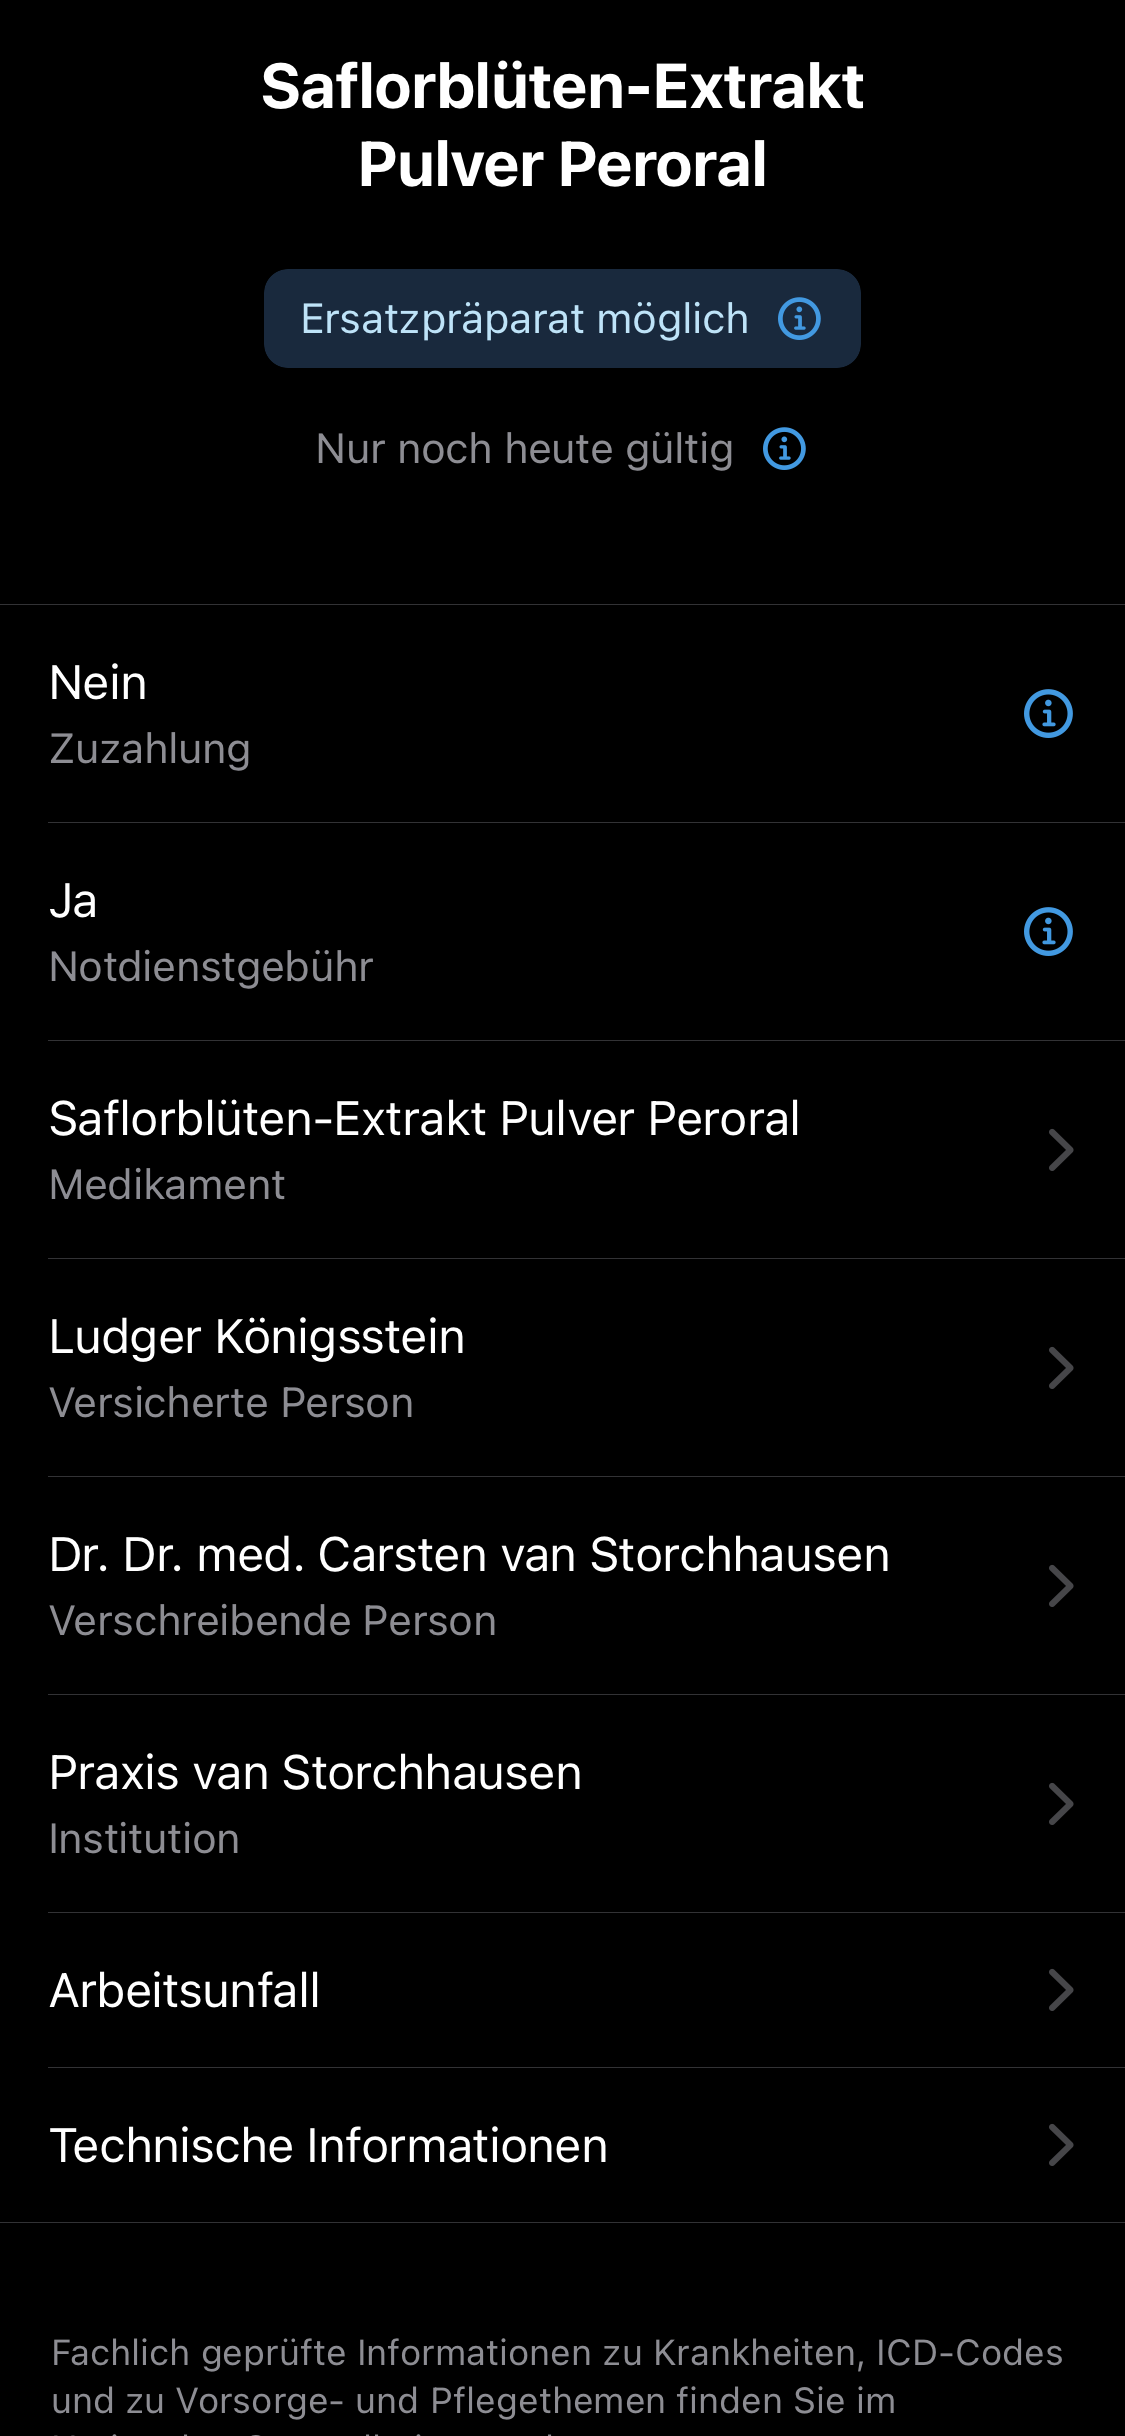 Saflorblüten-Extrakt
Pulver Peroral
Ersatzpräparat möglich
Nur noch heute gültig
Nein
Zuzahlung
Ja
Notdienstgebühr
Saflorblüten-Extrakt Pulver Peroral
Medikament
Ludger Königsstein
Versicherte Person
Dr. Dr. med. Carsten van Storchhausen
Verschreibende Person
Praxis van Storchhausen
Institution
Arbeitsunfall
Technische Informationen
Fachlich geprüfte Informationen zu Krankheiten, ICD-Codes
und zu Vorsorge- und Pflegethemen finden Sie im